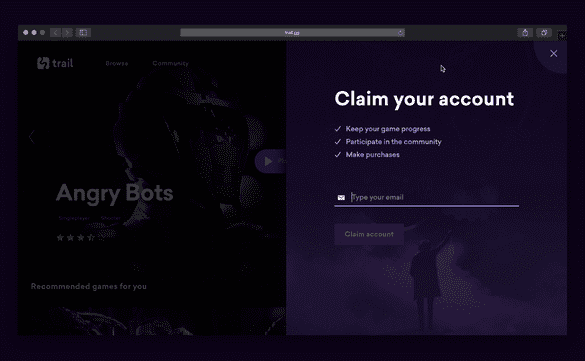 trail
Browse
Community
Claim your account
Keep your game progress
Participate in the community
Make purchases
Angry Bots
Type your email
Claim account
Recommended games for you